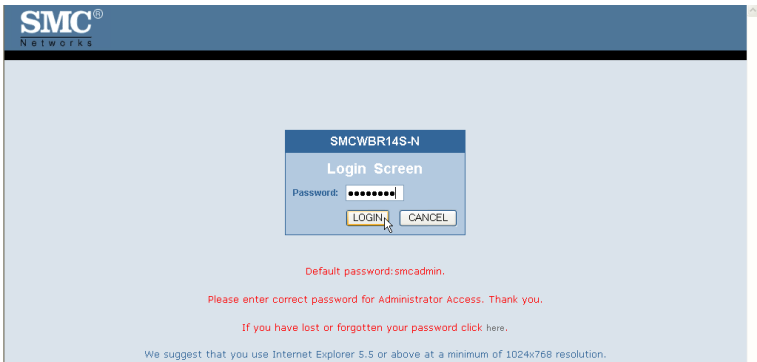 SMC®
Networks
SMCWBR14S-N
Login Screen
Password: ●●●●●●●●
LOGIN CANCEL
Default password:smcadmin.
Please enter correct password for Administrator Access. Thank you.
If you have lost or forgotten your password click here.
We suggest that you use Internet Explorer 5.5 or above at a minimum of 1024x768 resolution.